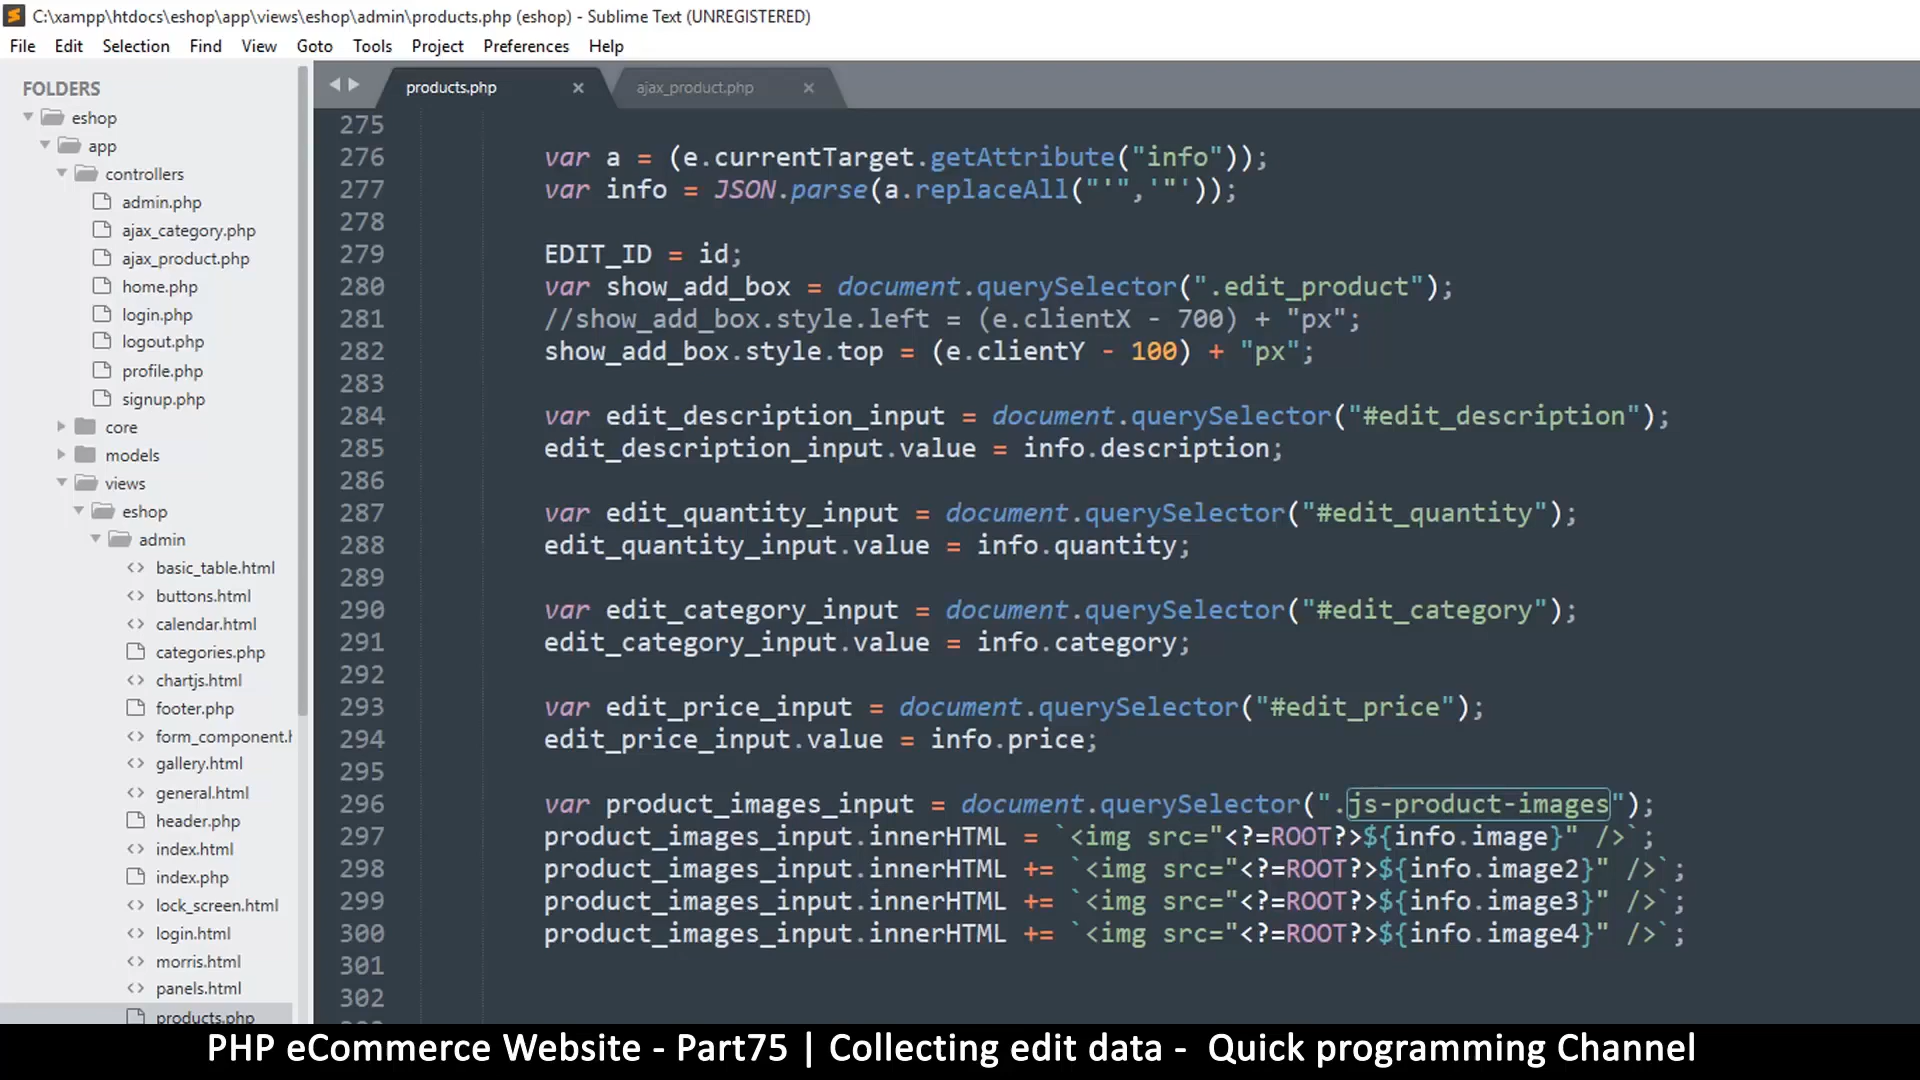 C:\xampp\htdocs\eshop\app\views\eshop\admin\products.php (eshop) - Sublime Text (UNREGISTERED)
File Edit Selection Find View Goto Tools Project Preferences Help
FOLDERS
eshop
app
controllers
admin.php
ajax_category.php
ajax_product.php
home.php
login.php
logout.php
profile.php
signup.php
core
models
views
eshop
admin
basic_table.html
buttons.html
calendar.html
categories.php
chartjs.html
footer.php
form_component.h
gallery.html
general.html
header.php
index.html
index.php
lock_screen.html
login.html
morris.html
panels.html
products.php
products.php × ajax_product.php ×
275
276 var a = (e.currentTarget.getAttribute("info"));
277 var info = JSON.parse(a.replaceAll("'",'"'));
278
279 EDIT_ID = id;
280 var show_add_box = document.querySelector(".edit_product");
281 //show_add_box.style.left = (e.clientX - 700) + "px";
282 show_add_box.style.top = (e.clientY - 100) + "px";
283
284 var edit_description_input = document.querySelector("#edit_description");
285 edit_description_input.value = info.description;
286
287 var edit_quantity_input = document.querySelector("#edit_quantity");
288 edit_quantity_input.value = info.quantity;
289
290 var edit_category_input = document.querySelector("#edit_category");
291 edit_category_input.value = info.category;
292
293 var edit_price_input = document.querySelector("#edit_price");
294 edit_price_input.value = info.price;
295
296 var product_images_input = document.querySelector(".js-product-images");
297 product_images_input.innerHTML = `<img src="<?=ROOT?>${info.image}" />`;
298 product_images_input.innerHTML += `<img src="<?=ROOT?>${info.image2}" />`;
299 product_images_input.innerHTML += `<img src="<?=ROOT?>${info.image3}" />`;
300 product_images_input.innerHTML += `<img src="<?=ROOT?>${info.image4}" />`;
301
302
PHP eCommerce Website - Part75 | Collecting edit data - Quick programming Channel